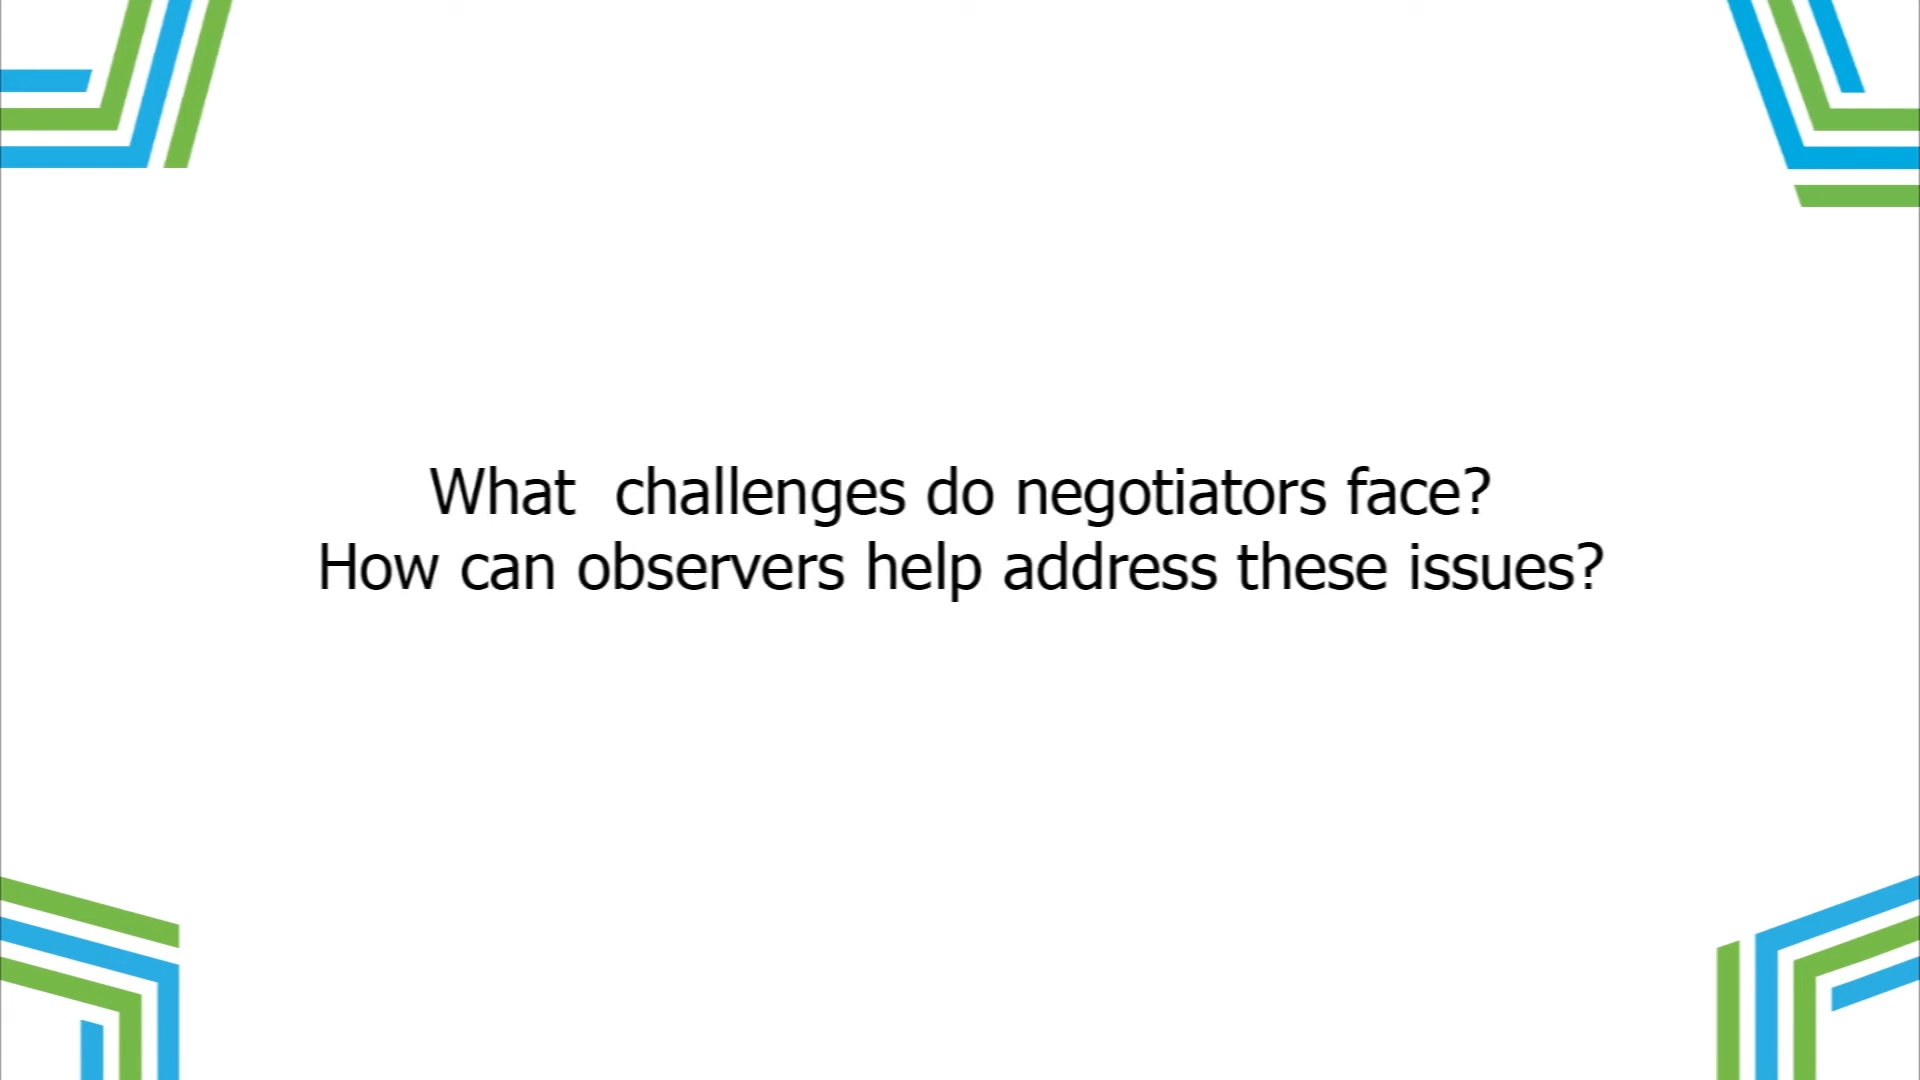 What  challenges do negotiators face?
How can observers help address these issues?